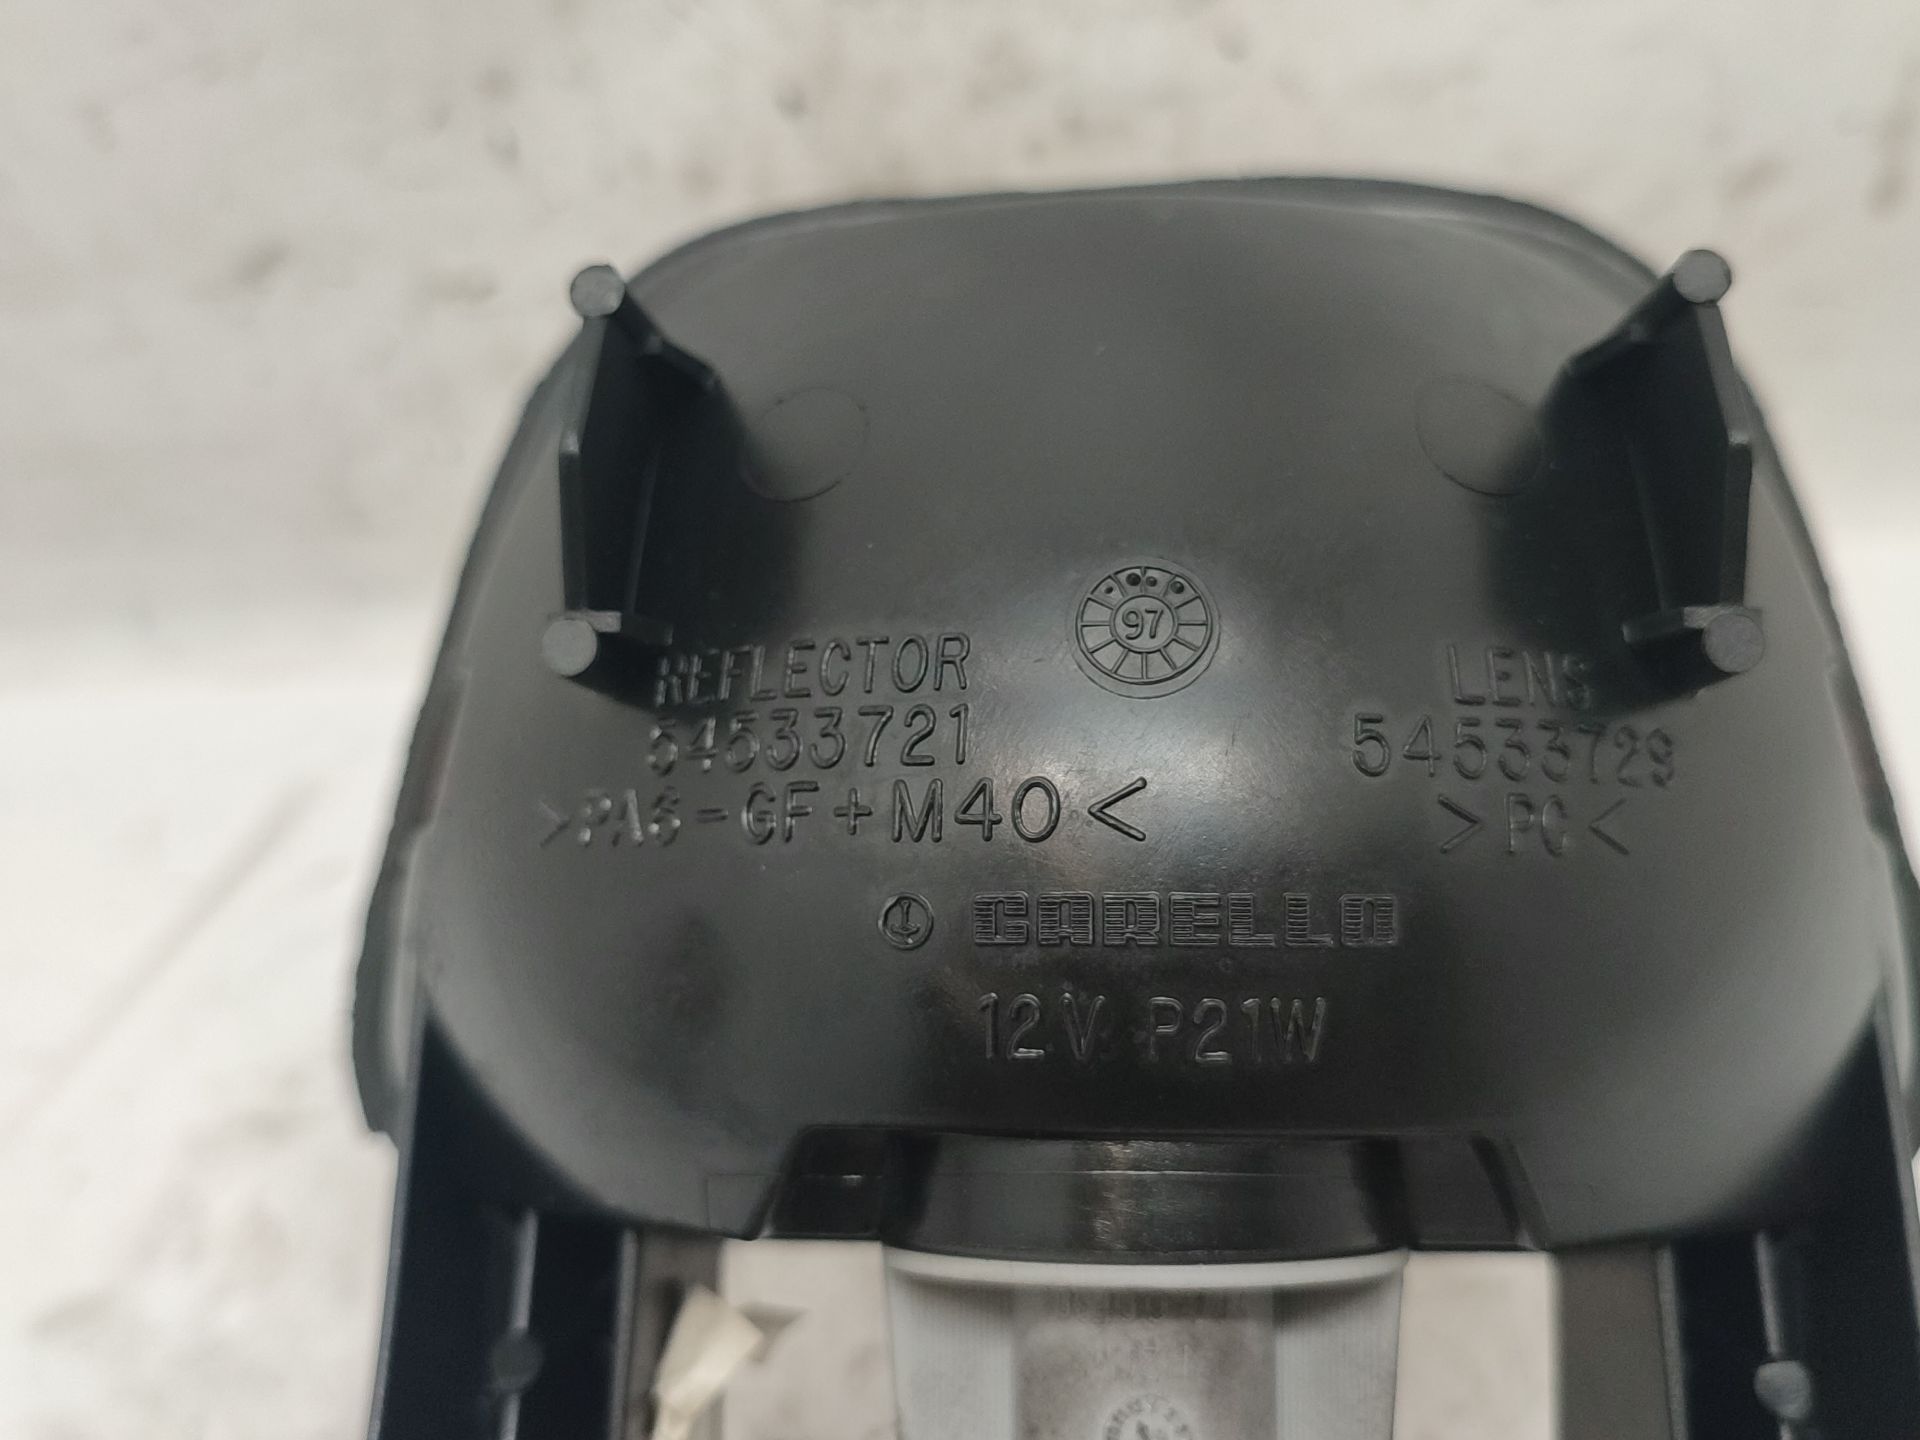 97
REFLECTOR
54533721
>PA6-GF+M40<
LENS
54533729
>PC<
CARELLO
12V P21W